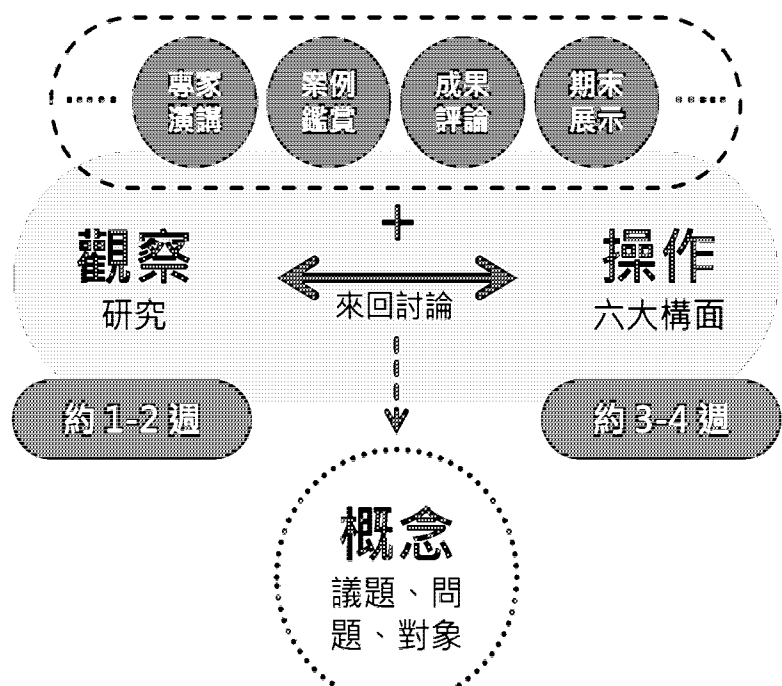 專家
演講
案例
鑑賞
成果
評論
期末
展示
+
觀察
研究
來回討論
操作
六大構面
約 1-2 週
約 3-4 週
概念
議題、問
題、對象